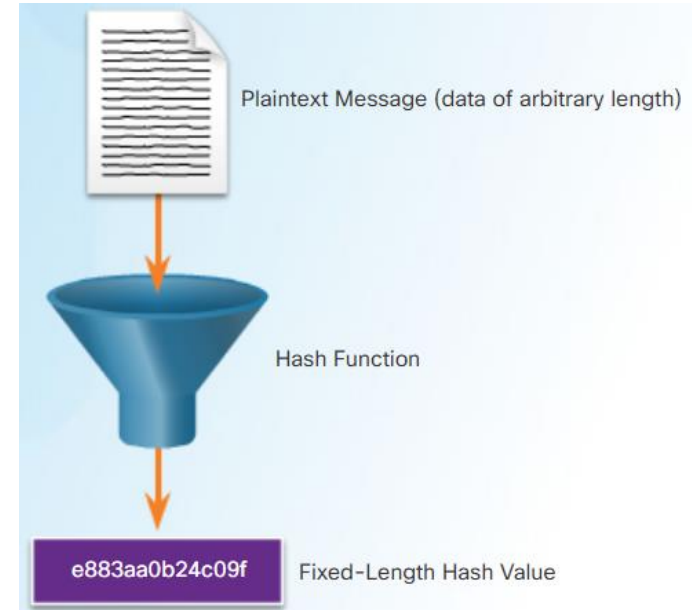 Plaintext Message (data of arbitrary length)
Hash Function
e883aa0b24c09f
Fixed-Length Hash Value